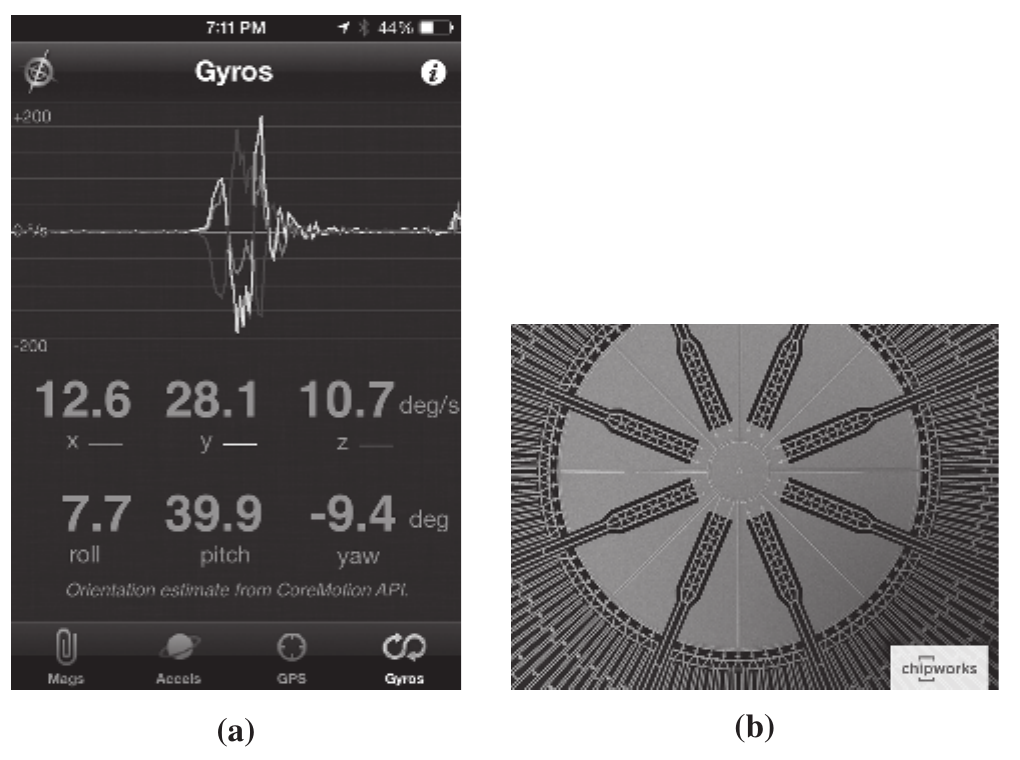 7:11 PM 44%
Gyros
+200
0°/s
-200
12.6 28.1 10.7 deg/s
x y z
7.7 39.9 -9.4 deg
roll pitch yaw
Orientation estimate from CoreMotion API.
Mags Accels GPS Gyros
chipworks
(a) (b)